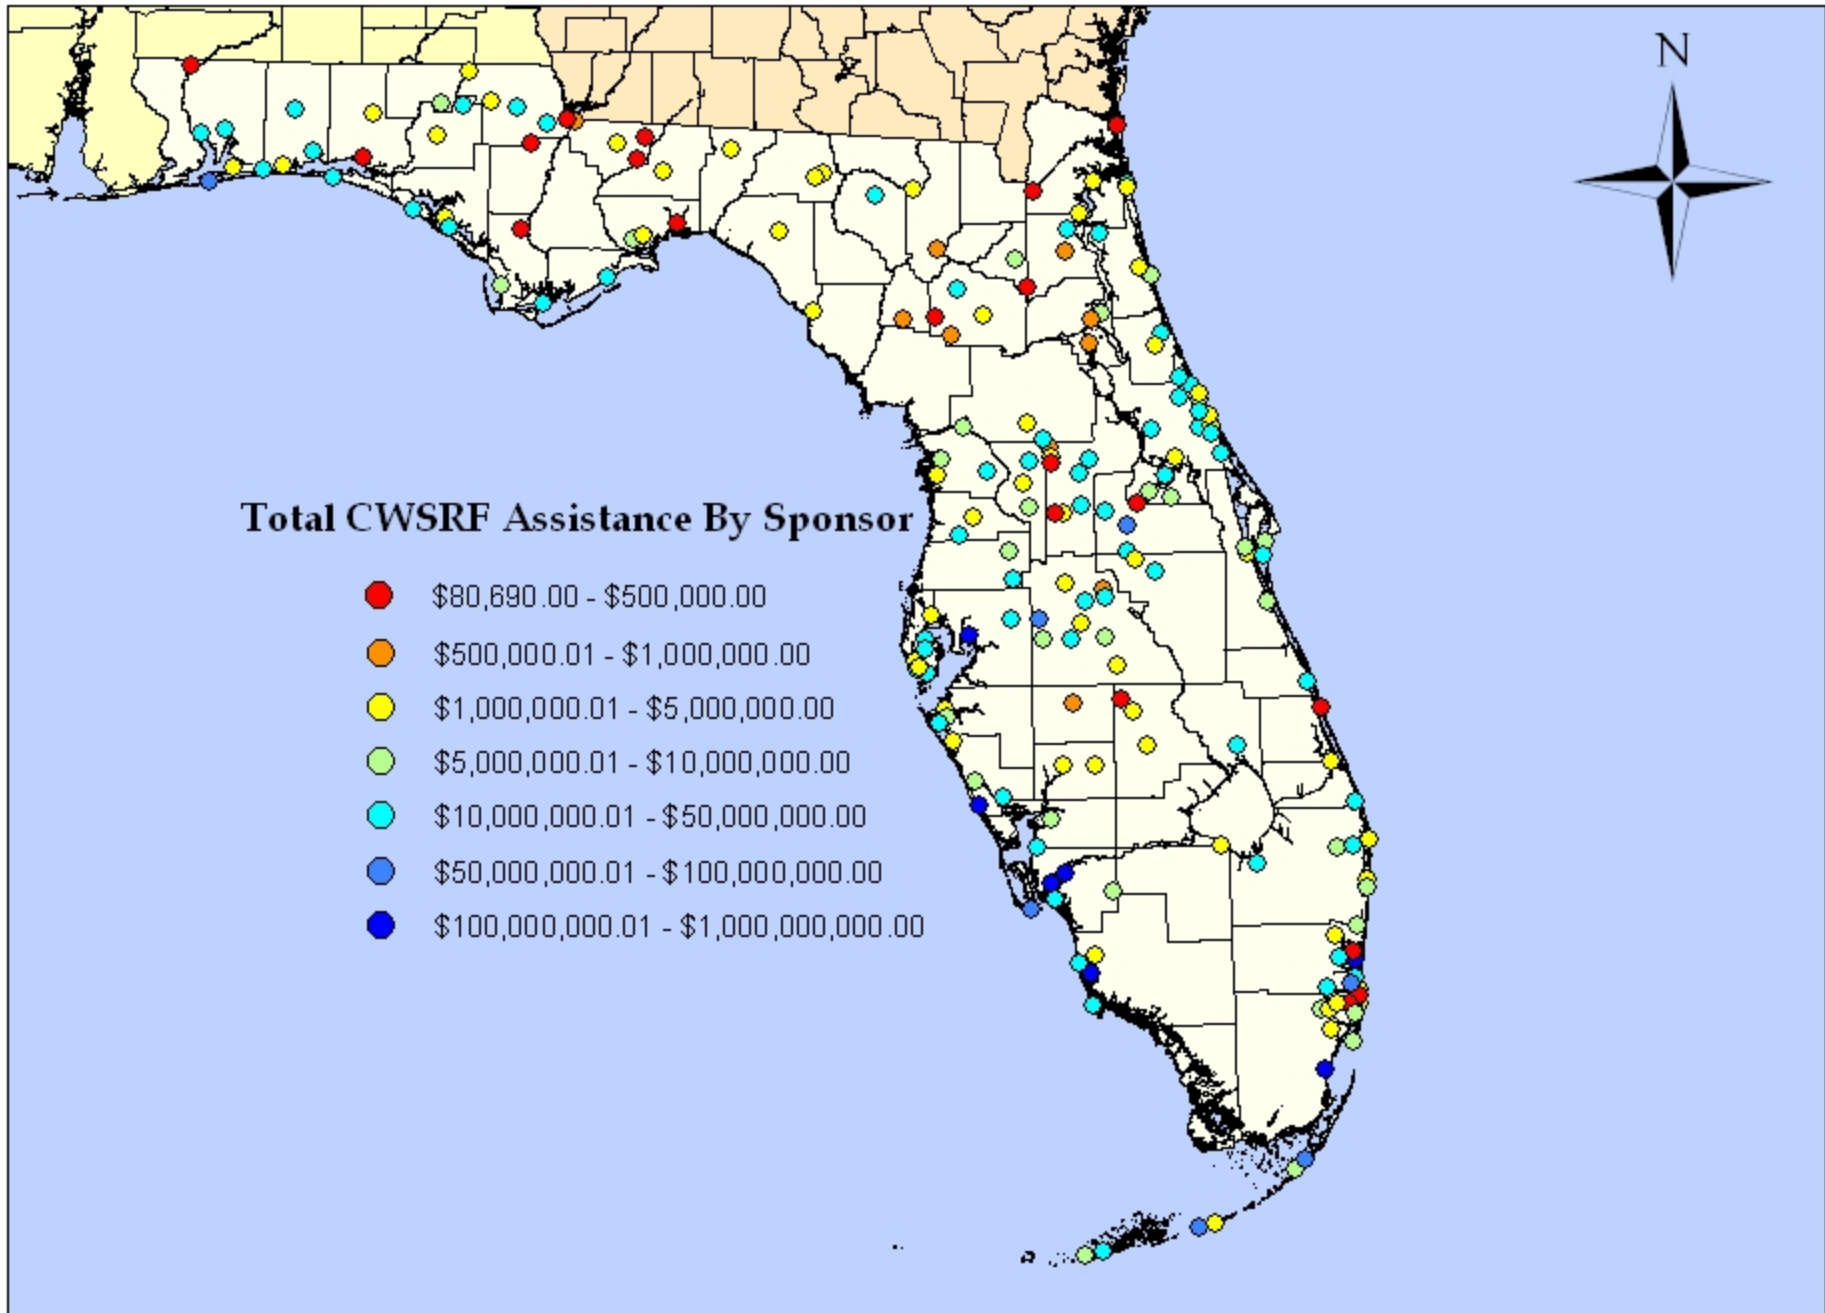 N
Total CWSRF Assistance By Sponsor
$80,690.00 - $500,000.00
$500,000.01 - $1,000,000.00
$1,000,000.01 - $5,000,000.00
$5,000,000.01 - $10,000,000.00
$10,000,000.01 - $50,000,000.00
$50,000,000.01 - $100,000,000.00
$100,000,000.01 - $1,000,000,000.00